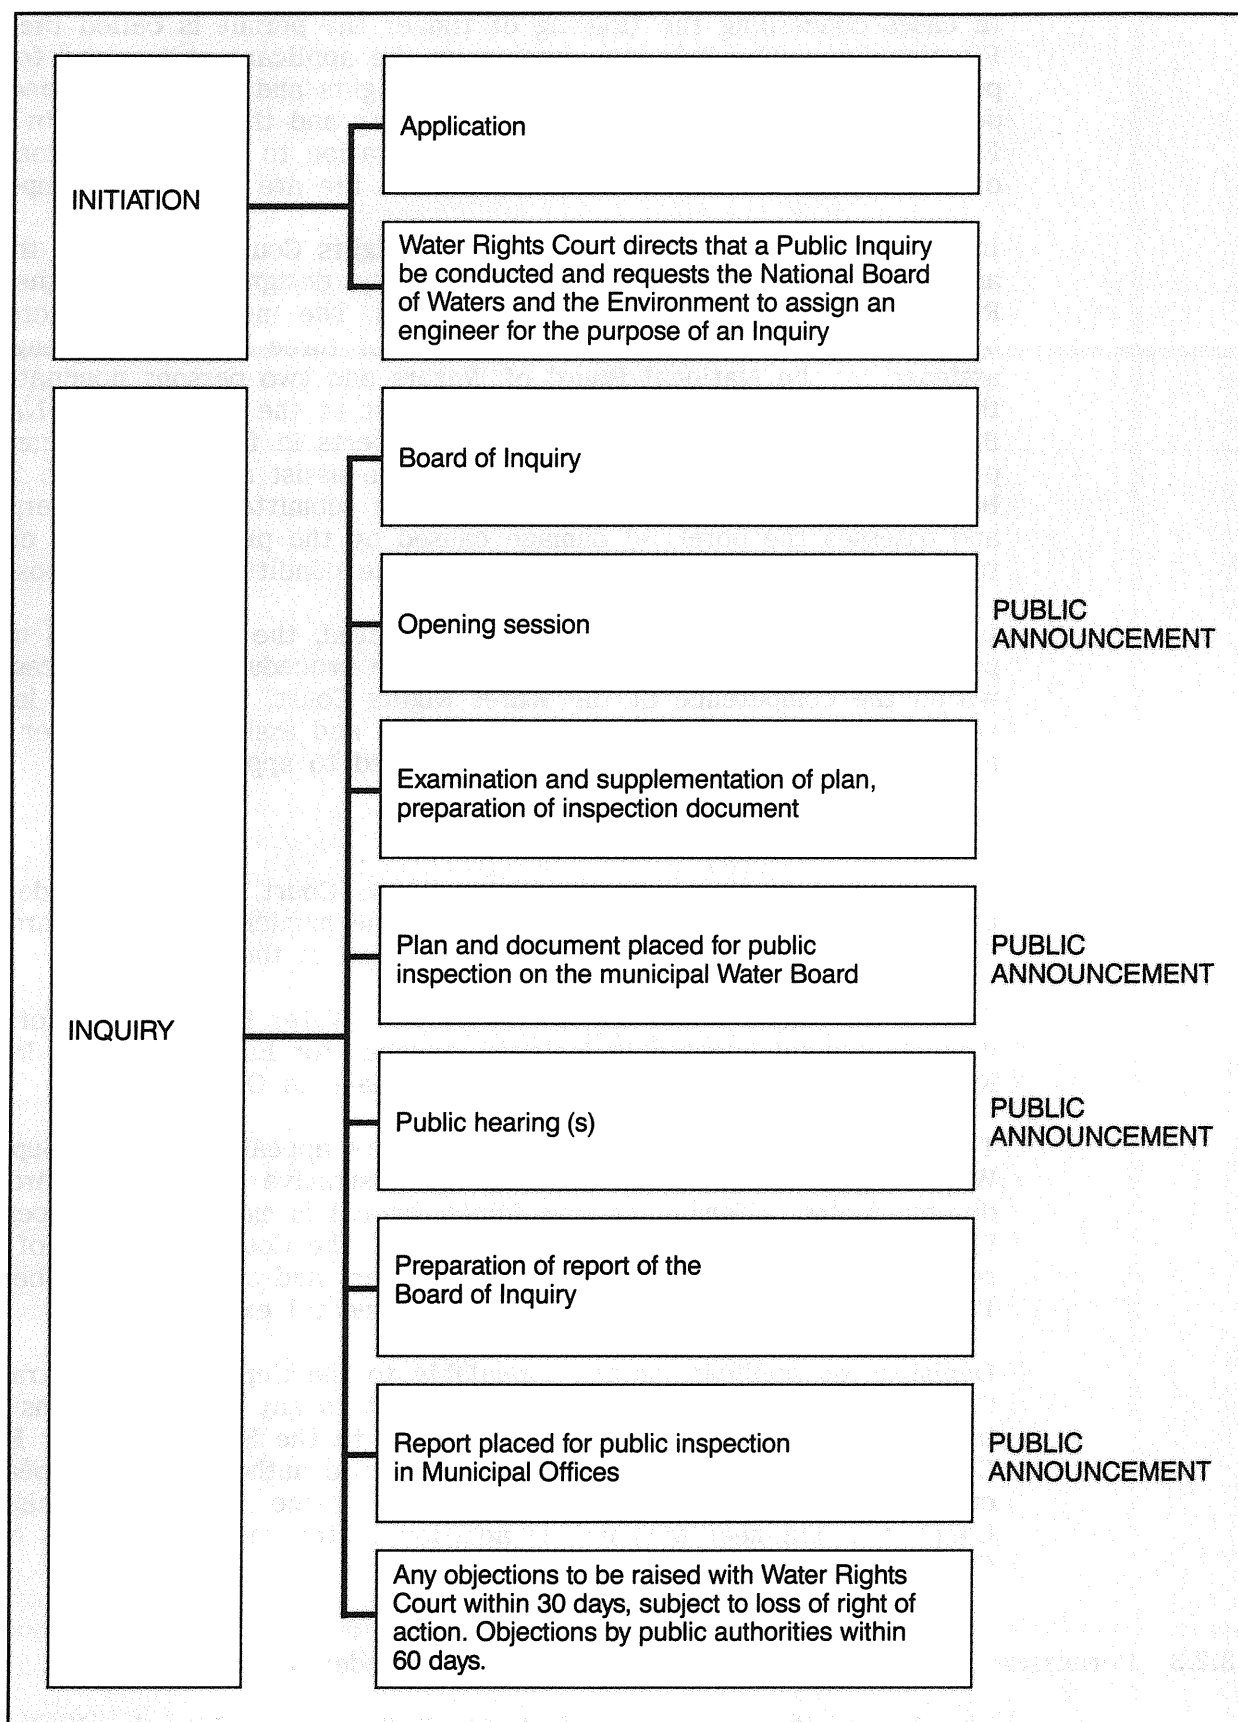 INITIATION
Application
Water Rights Court directs that a Public Inquiry
be conducted and requests the National Board
of Waters and the Environment to assign an
engineer for the purpose of an Inquiry
INQUIRY
Board of Inquiry
Opening session
PUBLIC
ANNOUNCEMENT
Examination and supplementation of plan,
preparation of inspection document
Plan and document placed for public
inspection on the municipal Water Board
PUBLIC
ANNOUNCEMENT
Public hearing (s)
PUBLIC
ANNOUNCEMENT
Preparation of report of the
Board of Inquiry
Report placed for public inspection
in Municipal Offices
PUBLIC
ANNOUNCEMENT
Any objections to be raised with Water Rights
Court within 30 days, subject to loss of right of
action. Objections by public authorities within
60 days.